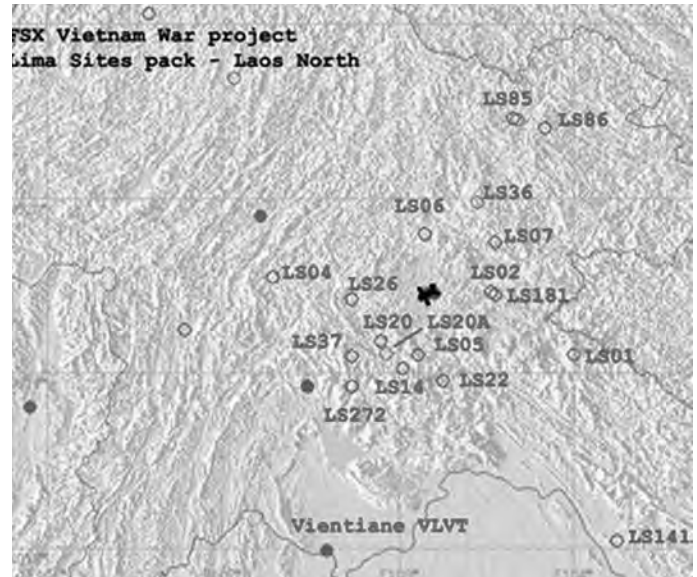 FSX Vietnam War project
Lima Sites pack - Laos North
LS85
LS86
LS36
LS06
LS07
LS04
LS26
LS02
LS181
LS20
LS20A
LS37
LS05
LS01
LS14
LS22
LS272
Vientiane VLVT
LS141